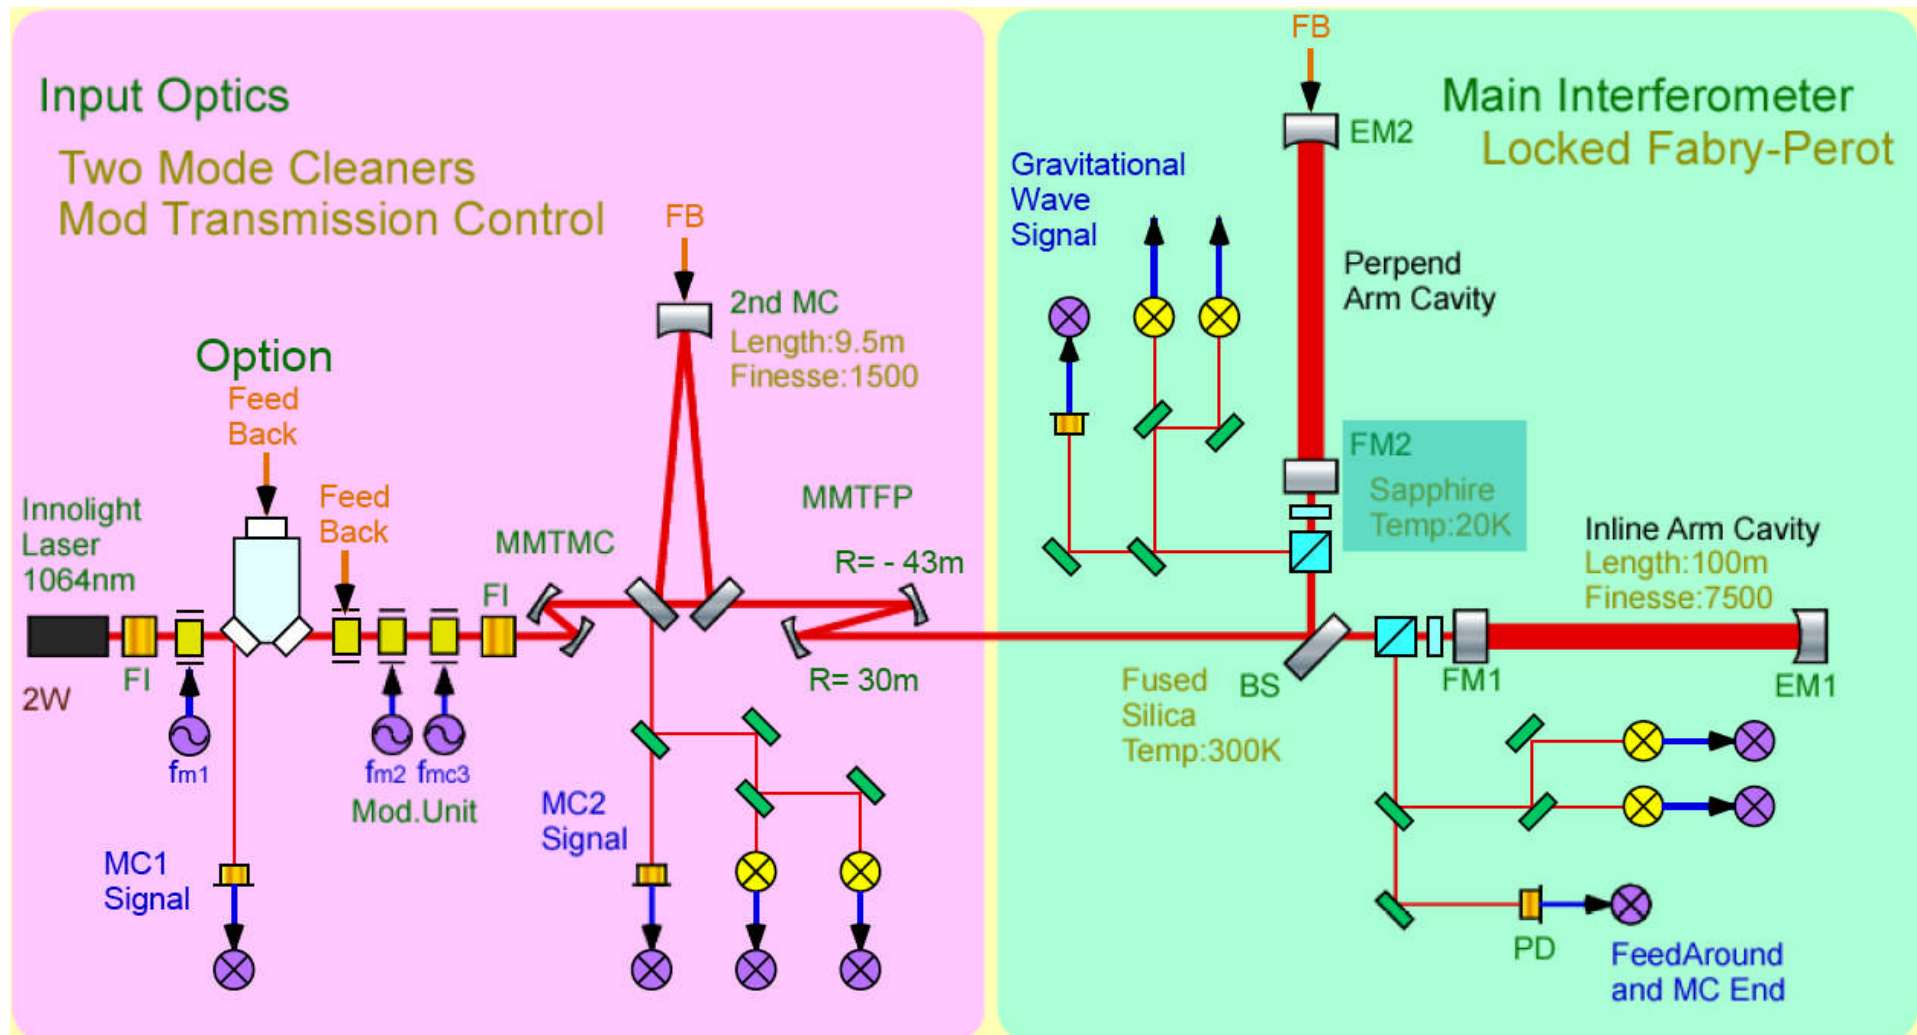 Input Optics
Two Mode Cleaners
Mod Transmission Control
Option
Feed
Back
Feed
Back
Innolight
Laser
1064nm
2W
FI
fm1
fm2
fmc3
Mod.Unit
FI
MMTMC
FB
2nd MC
Length:9.5m
Finesse:1500
MMTFP
R= - 43m
R= 30m
MC1
Signal
MC2
Signal
Main Interferometer
Locked Fabry-Perot
FB
EM2
Gravitational
Wave
Signal
Perpend
Arm Cavity
FM2
Sapphire
Temp:20K
Inline Arm Cavity
Length:100m
Finesse:7500
Fused
Silica
Temp:300K
BS
FM1
EM1
PD
FeedAround
and MC End